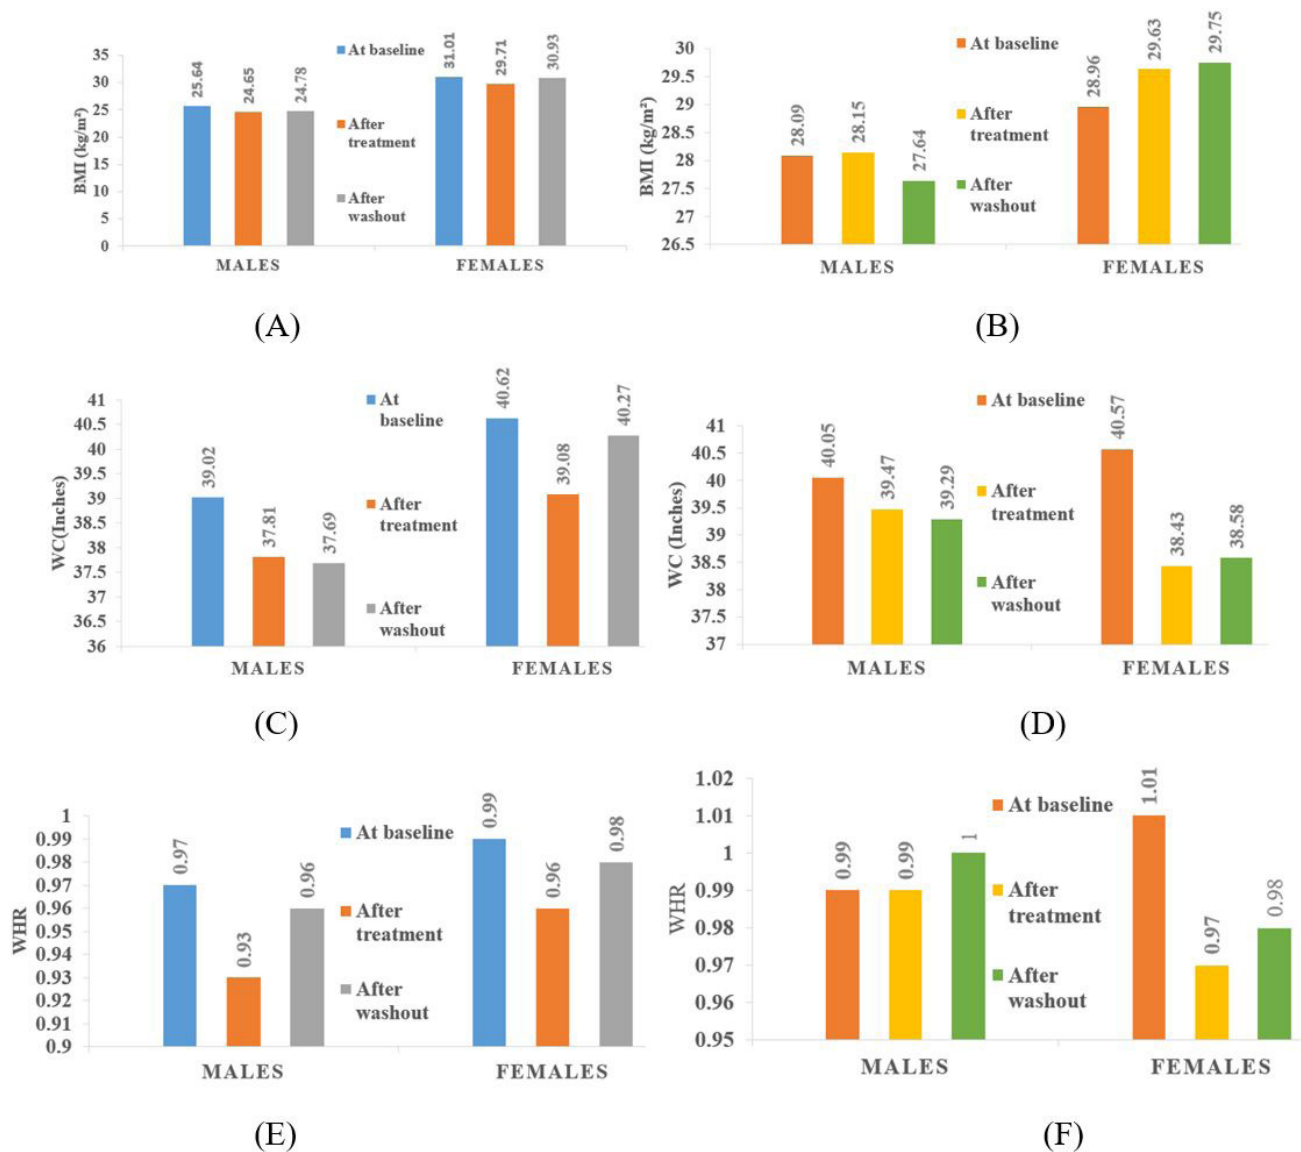 35
30
25
20
15
10
5
0
BMI (kg/m²)
25.64
24.65
24.78
31.01
29.71
30.93
At baseline
After
treatment
After
washout
MALES
FEMALES
(A)
30
29.5
29
28.5
28
27.5
27
26.5
BMI (kg/m²)
28.09
28.15
27.64
28.96
29.63
29.75
At baseline
After
treatment
After
washout
MALES
FEMALES
(B)
41
40.5
40
39.5
39
38.5
38
37.5
37
36.5
36
WC(Inches)
39.02
37.81
37.69
40.62
39.08
40.27
At
baseline
After
treatment
After
washout
MALES
FEMALES
(C)
41
40.5
40
39.5
39
38.5
38
37.5
37
WC (Inches)
40.05
39.47
39.29
40.57
38.43
38.58
At baseline
After
treatment
After
washout
MALES
FEMALES
(D)
1
0.99
0.98
0.97
0.96
0.95
0.94
0.93
0.92
0.91
0.9
WHR
0.97
0.93
0.96
0.99
0.96
0.98
At baseline
After
treatment
After
washout
MALES
FEMALES
(E)
1.02
1.01
1
0.99
0.98
0.97
0.96
0.95
WHR
0.99
0.99
1
1.01
0.97
0.98
At baseline
After
treatment
After
washout
MALES
FEMALES
(F)